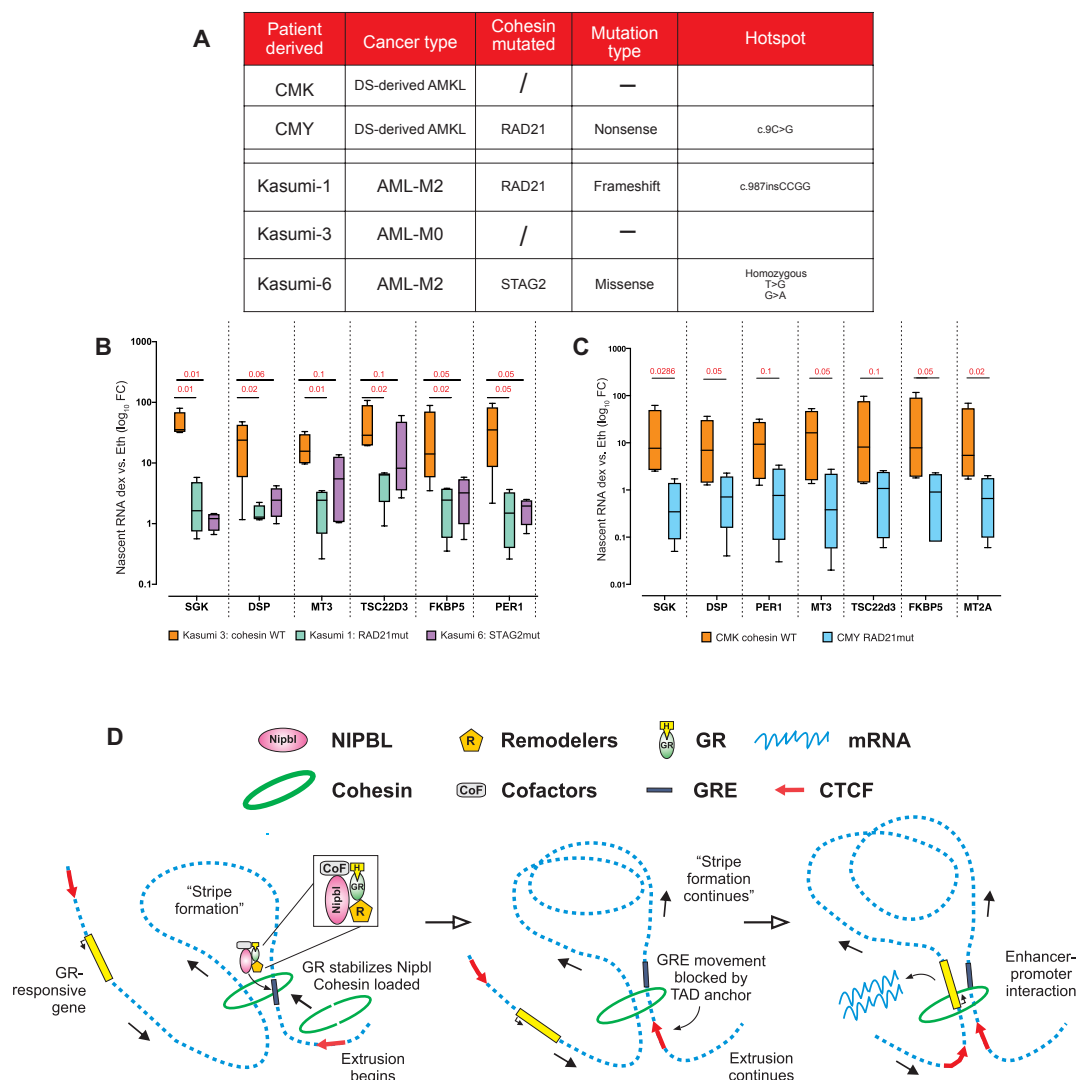 A
Patient derived
Cancer type
Cohesin mutated
Mutation type
Hotspot
CMK
DS-derived AMKL
/
—
CMY
DS-derived AMKL
RAD21
Nonsense
c.9C>G
Kasumi-1
AML-M2
RAD21
Frameshift
c.987insCCGG
Kasumi-3
AML-M0
/
—
Kasumi-6
AML-M2
STAG2
Missense
Homozygous
T>G
G>A
B
Nascent RNA dex vs. Eth (log10 FC)
1000
100
10
1
0.1
0.01
0.01
0.06
0.02
0.1
0.01
0.1
0.02
0.05
0.02
0.05
0.05
SGK
DSP
MT3
TSC22D3
FKBP5
PER1
Kasumi 3: cohesin WT
Kasumi 1: RAD21mut
Kasumi 6: STAG2mut
C
Nascent RNA dex vs. Eth (log10 FC)
1000
100
10
1
0.1
0.01
0.0286
0.05
0.1
0.05
0.1
0.05
0.02
SGK
DSP
PER1
MT3
TSC22d3
FKBP5
MT2A
CMK cohesin WT
CMY RAD21mut
D
Nipbl
NIPBL
R
Remodelers
H
GR
GR
mRNA
Cohesin
CoF
Cofactors
GRE
CTCF
“Stripe
formation”
CoF
H
Nipbl
GR
R
GR-
responsive
gene
GR stabilizes Nipbl
Cohesin loaded
Extrusion
begins
“Stripe
formation
continues”
GRE movement
blocked by
TAD anchor
Extrusion
continues
Enhancer-
promoter
interaction